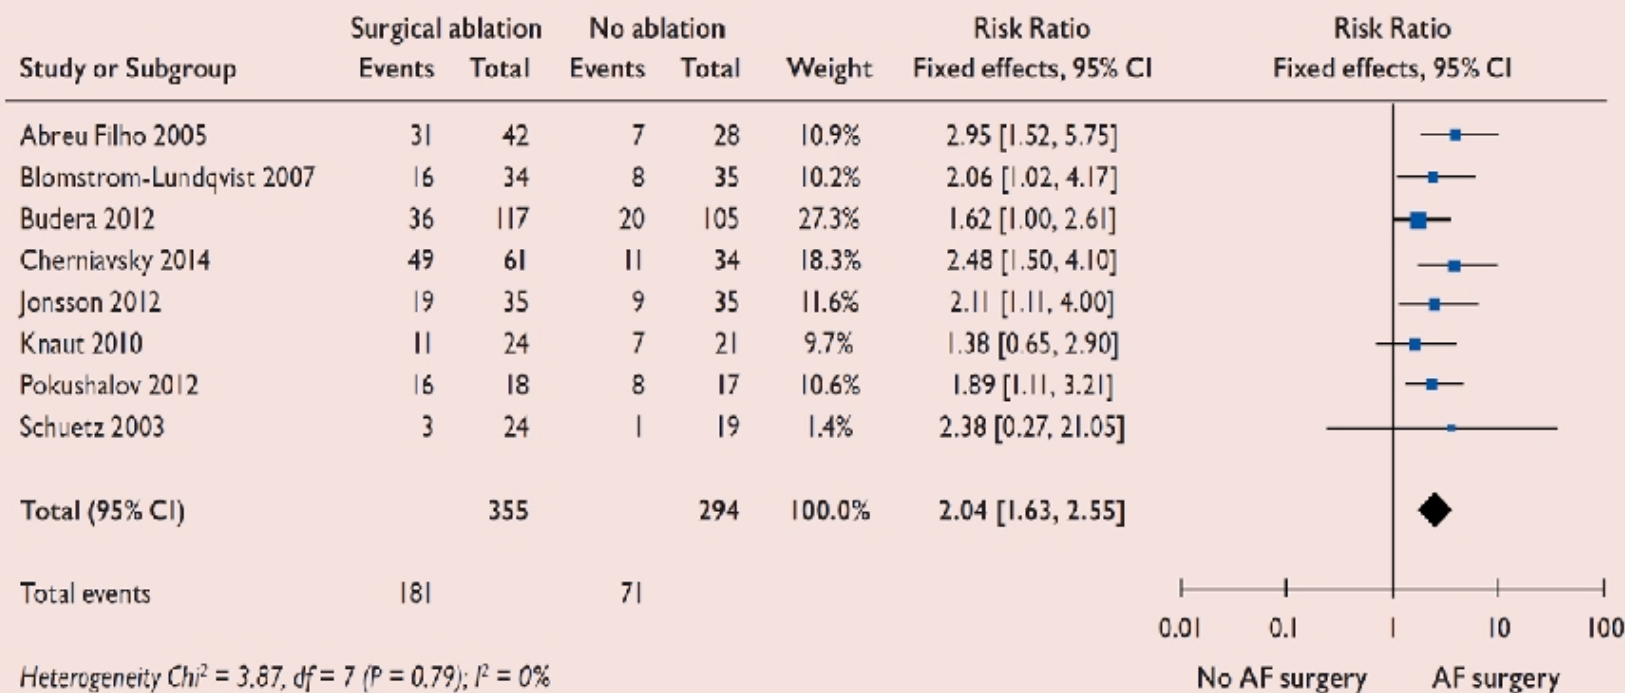 Surgical ablation No ablation Risk Ratio Risk Ratio
Study or Subgroup Events Total Events Total Weight Fixed effects, 95% CI Fixed effects, 95% CI
Abreu Filho 2005 31 42 7 28 10.9% 2.95 [1.52, 5.75]
Blomstrom-Lundqvist 2007 16 34 8 35 10.2% 2.06 [1.02, 4.17]
Budera 2012 36 117 20 105 27.3% 1.62 [1.00, 2.61]
Cherniavsky 2014 49 61 11 34 18.3% 2.48 [1.50, 4.10]
Jonsson 2012 19 35 9 35 11.6% 2.11 [1.11, 4.00]
Knaut 2010 11 24 7 21 9.7% 1.38 [0.65, 2.90]
Pokushalov 2012 16 18 8 17 10.6% 1.89 [1.11, 3.21]
Schuetz 2003 3 24 1 19 1.4% 2.38 [0.27, 21.05]
Total (95% CI) 355 294 100.0% 2.04 [1.63, 2.55]
Total events 181 71
0.01 0.1 1 10 100
Heterogeneity Chi² = 3.87, df = 7 (P = 0.79); I² = 0% No AF surgery AF surgery